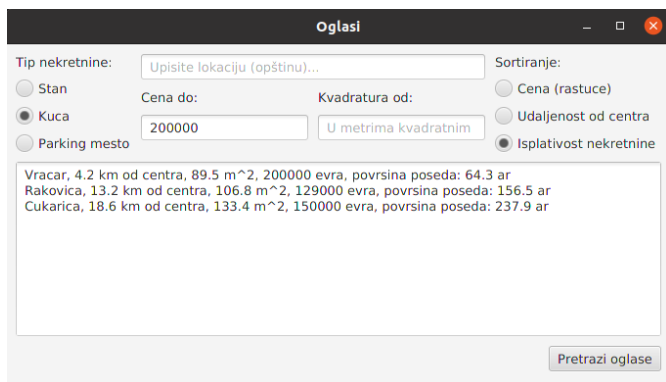 Oglasi
Tip nekretnine:
Upisite lokaciju (opštinu)...
Sortiranje:
Stan
Cena do:
Kvadratura od:
Cena (rastuce)
Kuca
200000
U metrima kvadratnim
Udaljenost od centra
Parking mesto
Isplativost nekretnine
Vracar, 4.2 km od centra, 89.5 m^2, 200000 evra, povrsina poseda: 64.3 ar
Rakovica, 13.2 km od centra, 106.8 m^2, 129000 evra, povrsina poseda: 156.5 ar
Cukarica, 18.6 km od centra, 133.4 m^2, 150000 evra, povrsina poseda: 237.9 ar
Pretrazi oglase